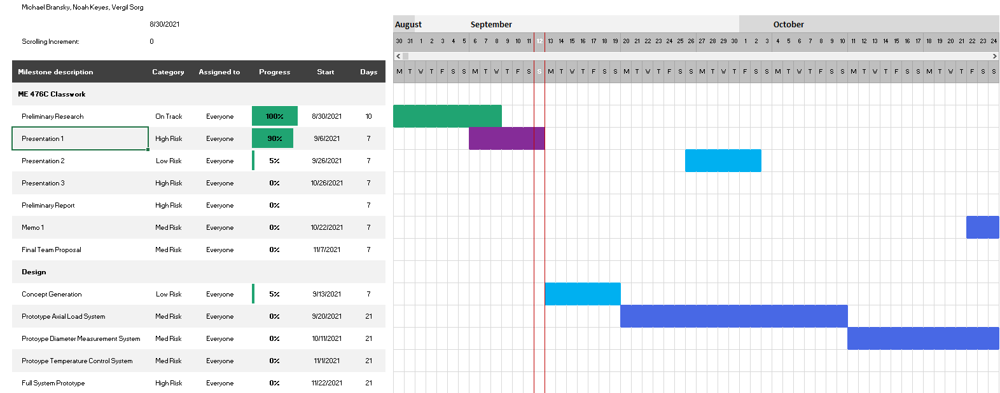 Michael Bransky, Noah Keyes, Vergil Sorg
8/30/2021
August September October
Scrolling Increment: 0
30 31 1 2 3 4 5 6 7 8 9 10 11 12 13 14 15 16 17 18 19 20 21 22 23 24 25 26 27 28 29 30 1 2 3 4 5 6 7 8 9 10 11 12 13 14 15 16 17 18 19 20 21 22 23 24
Milestone description Category Assigned to Progress Start Days M T W T F S S M T W T F S S M T W T F S S M T W T F S S M T W T F S S M T W T F S S M T W T F S S M T W T F S S
ME 476C Classwork
Preliminary Research On Track Everyone 100% 8/30/2021 10
Presentation 1 High Risk Everyone 90% 9/6/2021 7
Presentation 2 Low Risk Everyone 5% 9/26/2021 7
Presentation 3 High Risk Everyone 0% 10/26/2021 7
Preliminary Report High Risk Everyone 0% 7
Memo 1 Med Risk Everyone 0% 10/22/2021 7
Final Team Proposal Med Risk Everyone 0% 11/7/2021 7
Design
Concept Generation Low Risk Everyone 5% 9/13/2021 7
Prototype Axial Load System Med Risk Everyone 0% 9/20/2021 21
Protoype Diameter Measurement System Med Risk Everyone 0% 10/11/2021 21
Protoype Temperature Control System Med Risk Everyone 0% 11/1/2021 21
Full System Prototype High Risk Everyone 0% 11/22/2021 21